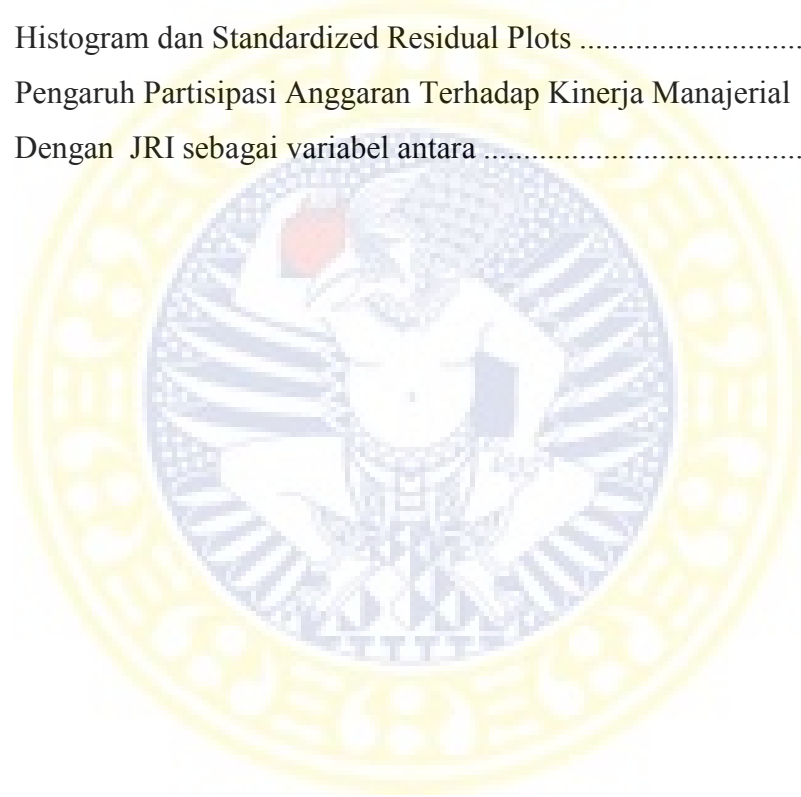 Histogram dan Standardized Residual Plots ............................
Pengaruh Partisipasi Anggaran Terhadap Kinerja Manajerial
Dengan  JRI sebagai variabel antara ........................................